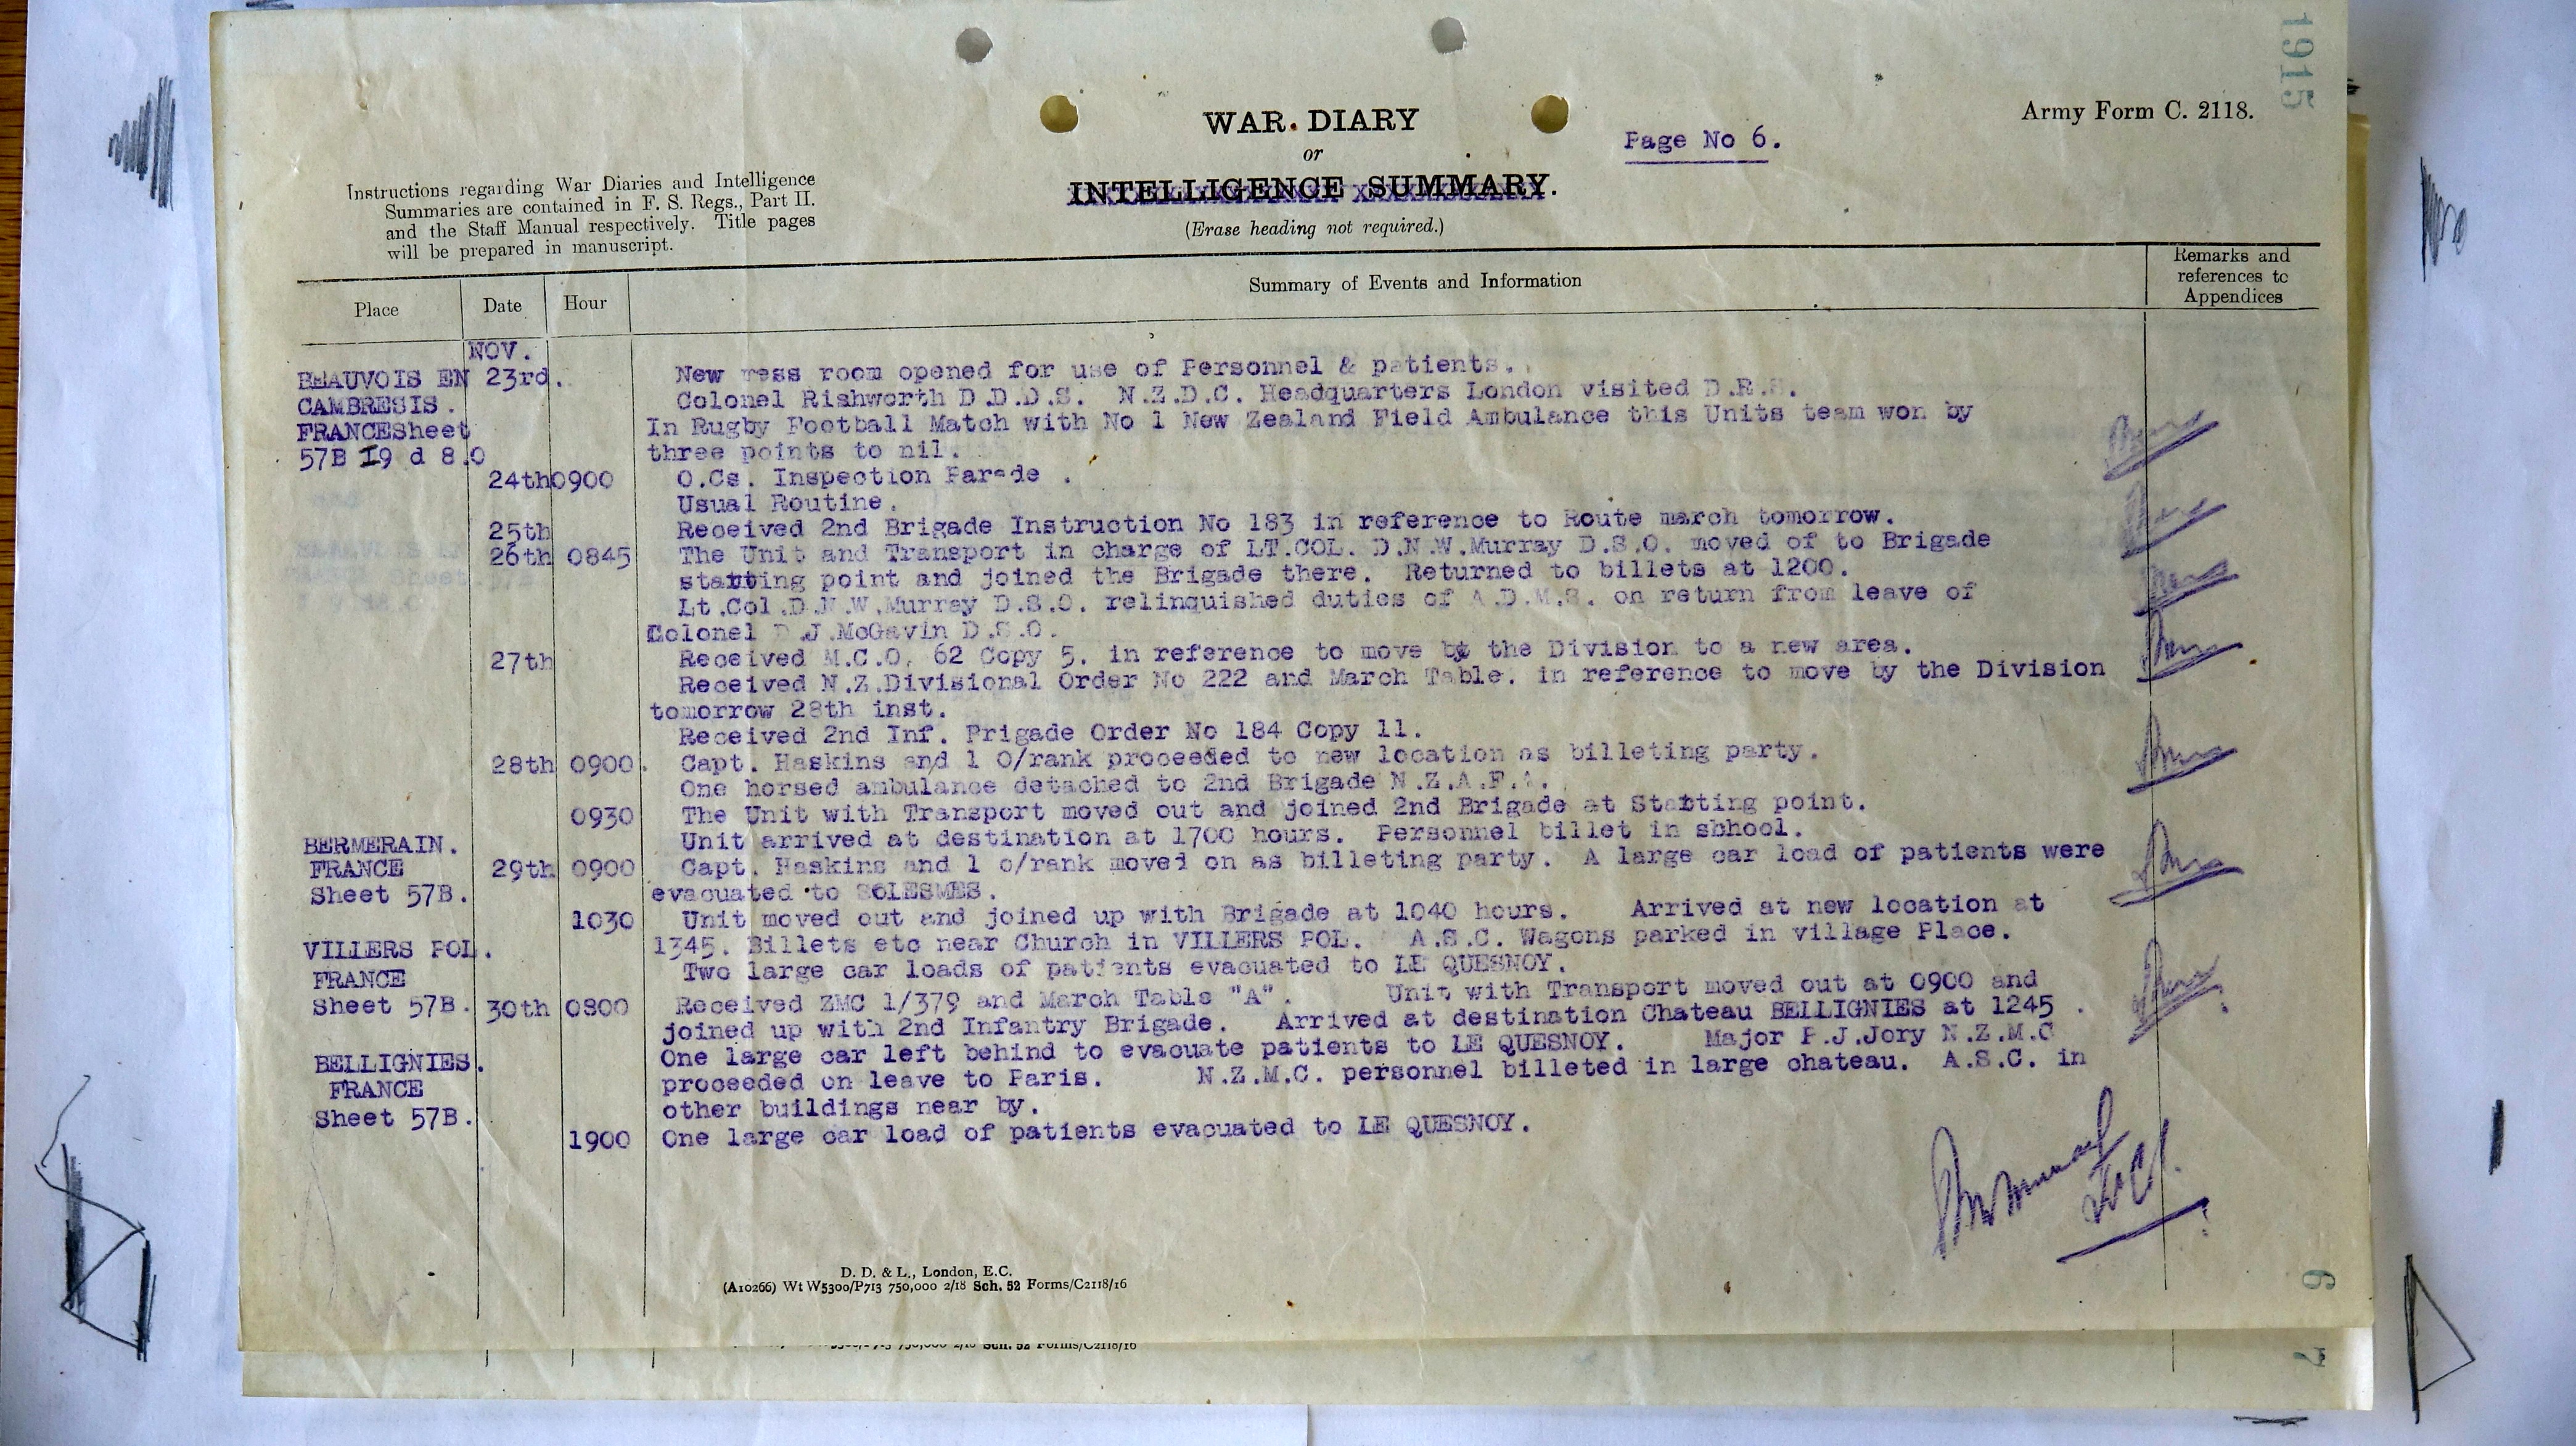 1915
WAR DIARY
or
INTELLIGENCE SUMMARY.
(Erase heading not required.)
Page No 6.
Army Form C. 2118.
Instructions regarding War Diaries and Intelligence
Summaries are contained in F. S. Regs., Part II.
and the Staff Manual respectively. Title pages
will be prepared in manuscript.
Place Date Hour Summary of Events and Information Remarks and
references to
Appendices
NOV.
BEAUVOIS EN 23rd. New mess room opened for use of Personnel & patients.
CAMBRESIS. Colonel Rishworth D.D.D.S. N.Z.D.C. Headquarters London visited D.R.S.
FRANCESheet In Rugby Football Match with No 1 New Zealand Field Ambulance this Units team won by
57B I9 d 8.0 three points to nil.
24th 0900 O.Cs. Inspection Parade .
Usual Routine.
25th Received 2nd Brigade Instruction No 183 in reference to Route march tomorrow.
26th 0845 The Unit and Transport in charge of LT.COL. D.N.W.Murray D.S.O. moved of to Brigade
starting point and joined the Brigade there. Returned to billets at 1200.
Lt.Col.D.N.W.Murray D.S.O. relinquished duties of A.D.M.S. on return from leave of
Colonel D.J.McGavin D.S.O.
27th Received M.C.O. 62 Copy 5. in reference to move by the Division to a new area.
Received N.Z.Divisional Order No 222 and March Table. in reference to move by the Division
tomorrow 28th inst.
Received 2nd Inf. Brigade Order No 184 Copy 11.
28th 0900. Capt. Haskins and 1 O/rank proceeded to new location as billeting party.
One horsed ambulance detached to 2nd Brigade N.Z.A.F.A.
0930 The Unit with Transport moved out and joined 2nd Brigade at Starting point.
Unit arrived at destination at 1700 hours. Personnel billet in sbhool.
BERMERAIN.
FRANCE 29th 0900 Capt. Haskins and 1 o/rank moved on as billeting party. A large car load of patients were
Sheet 57B. evacuated to SOLESMES.
1030 Unit moved out and joined up with Brigade at 1040 hours. Arrived at new location at
VILLERS POL. 1345. Billets etc near Church in VILLERS POL. A.S.C. Wagons parked in village Place.
FRANCE Two large car loads of patients evacuated to LE QUESNOY.
Sheet 57B. 30th 0800 Received ZMC 1/379 and March Table "A". Unit with Transport moved out at 0900 and
joined up with 2nd Infantry Brigade. Arrived at destination Chateau BELLIGNIES at 1245 .
BELLIGNIES. One large car left behind to evacuate patients to LE QUESNOY. Major P.J.Jory N.Z.M.C
FRANCE proceeded on leave to Paris. N.Z.M.C. personnel billeted in large chateau. A.S.C. in
Sheet 57B. other buildings near by.
1900 One large car load of patients evacuated to LE QUESNOY.
D. D. & L., London, E.C.
(A10266) Wt W5300/P713 750,000 2/18 Sch. 52 Forms/C2118/16
6
7